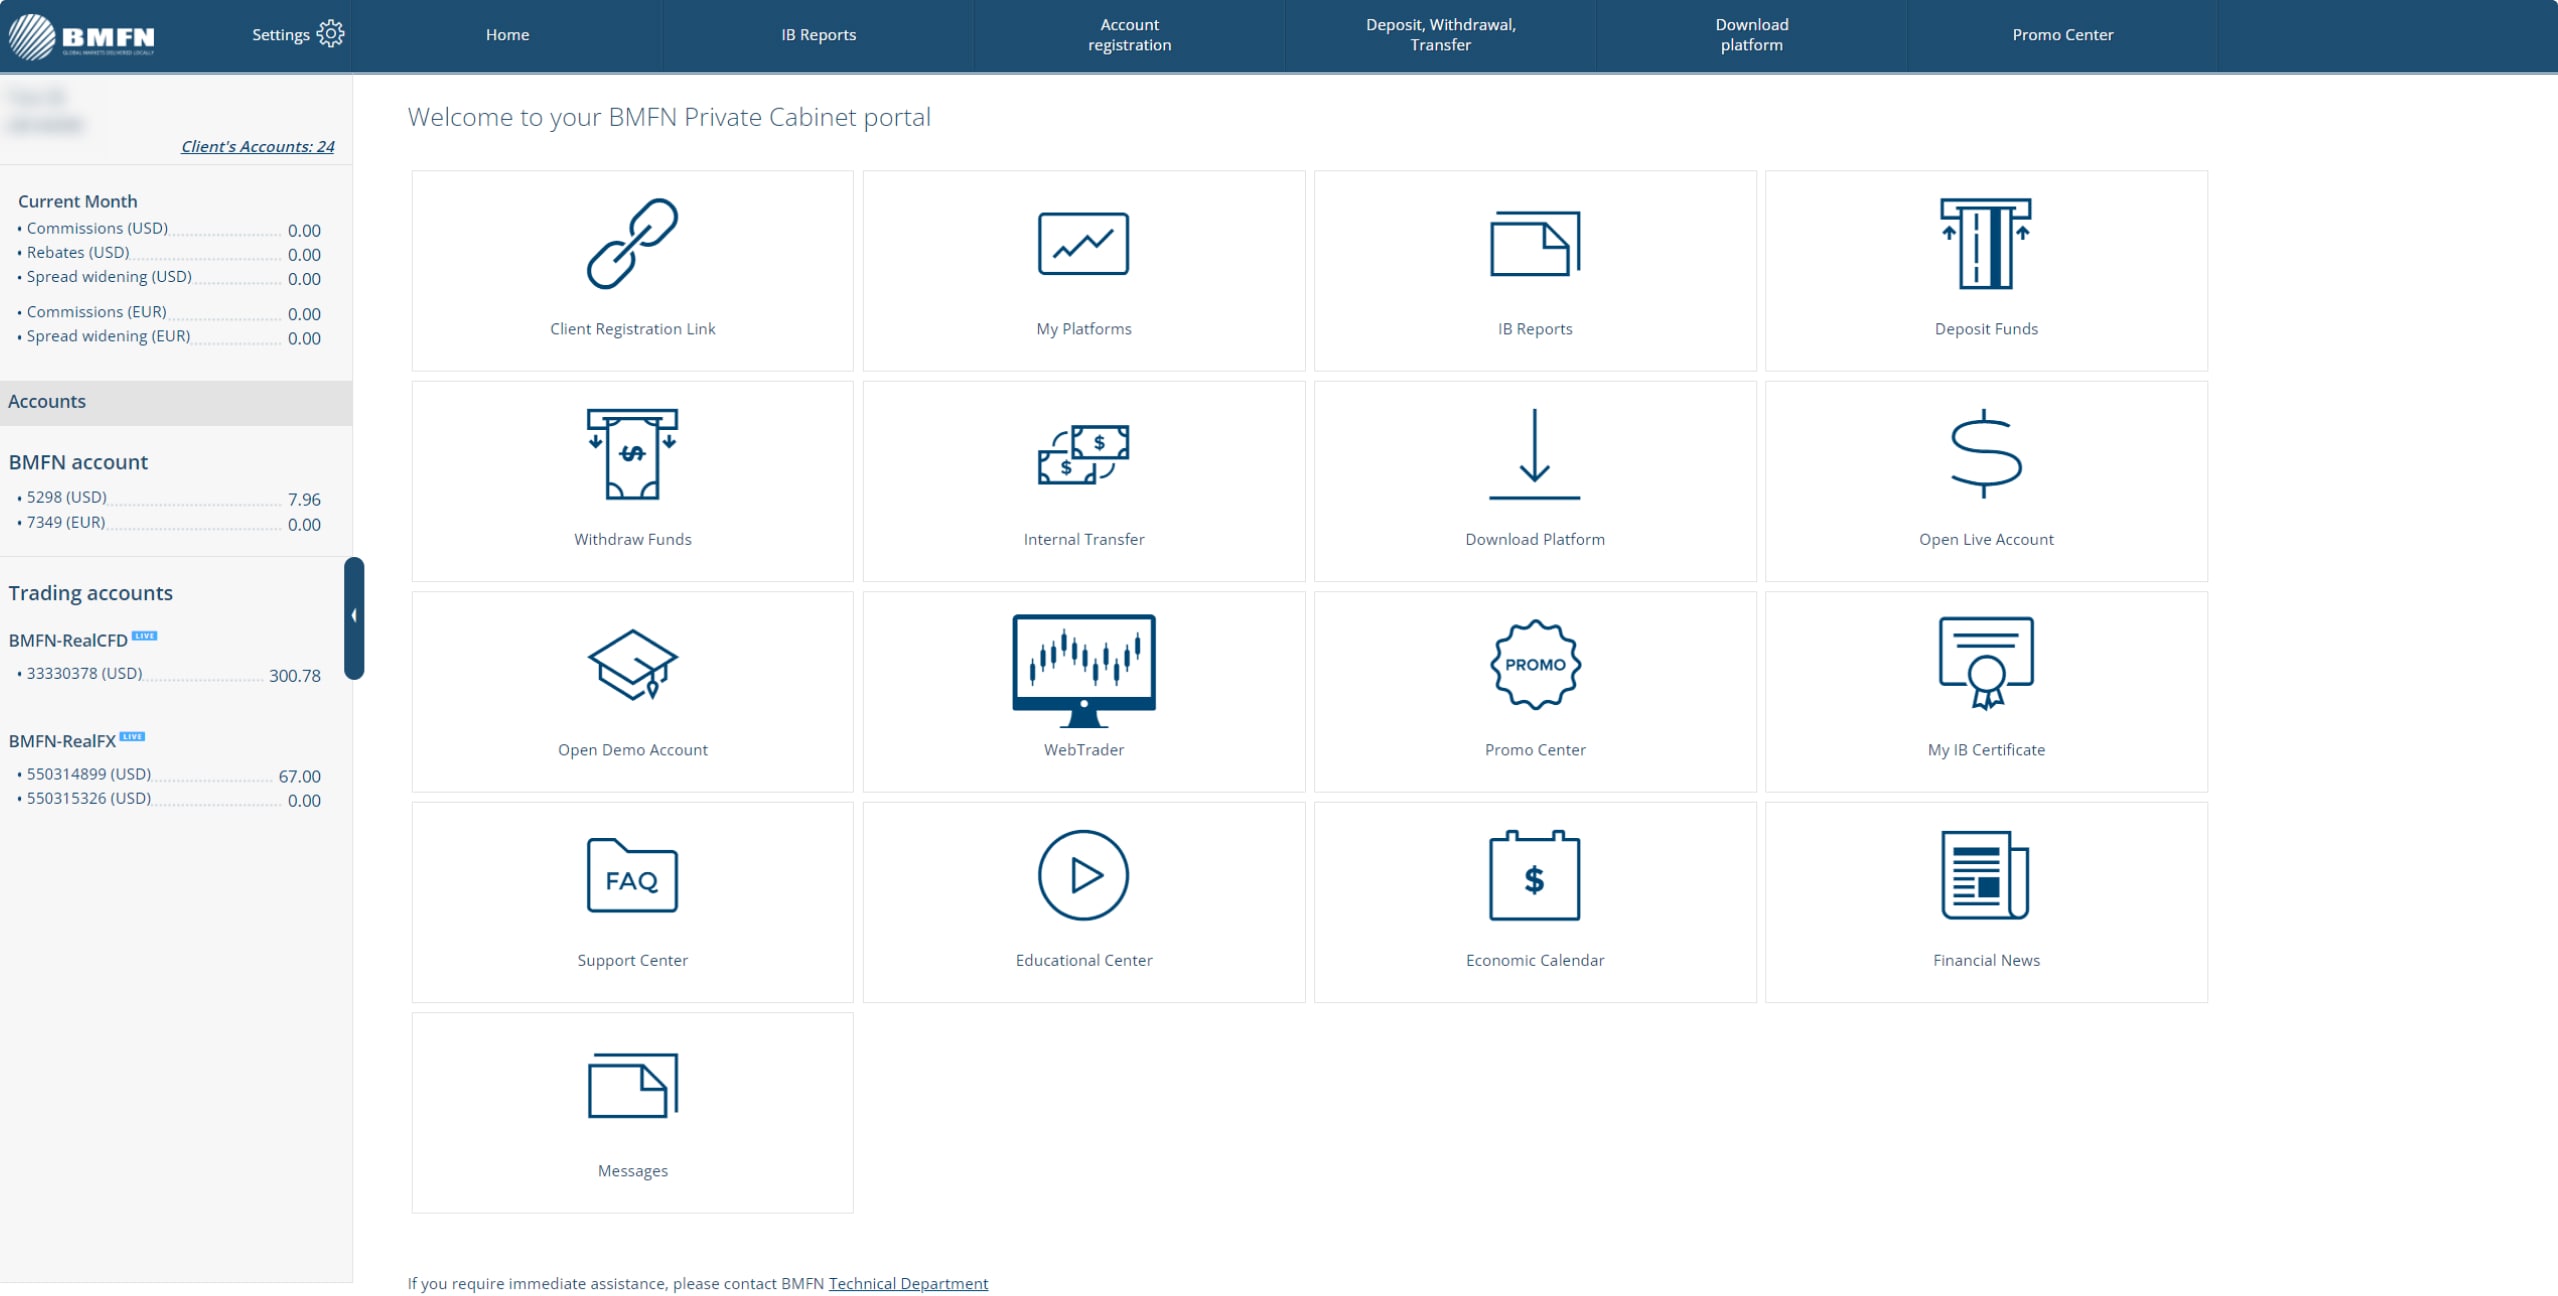 BMFN
GLOBAL MARKETS DELIVERED LOCALLY
Settings
Home
IB Reports
Account
registration
Deposit, Withdrawal,
Transfer
Download
platform
Promo Center
Client's Accounts: 24
Current Month
• Commissions (USD) 0.00
• Rebates (USD) 0.00
• Spread widening (USD) 0.00
• Commissions (EUR) 0.00
• Spread widening (EUR) 0.00
Accounts
BMFN account
• 5298 (USD) 7.96
• 7349 (EUR) 0.00
Trading accounts
BMFN-RealCFD LIVE
• 33330378 (USD) 300.78
BMFN-RealFX LIVE
• 550314899 (USD) 67.00
• 550315326 (USD) 0.00
Welcome to your BMFN Private Cabinet portal
Client Registration Link
My Platforms
IB Reports
Deposit Funds
$
Withdraw Funds
$
$
Internal Transfer
Download Platform
$
Open Live Account
Open Demo Account
WebTrader
PROMO
Promo Center
My IB Certificate
FAQ
Support Center
Educational Center
$
Economic Calendar
Financial News
Messages
If you require immediate assistance, please contact BMFN Technical Department